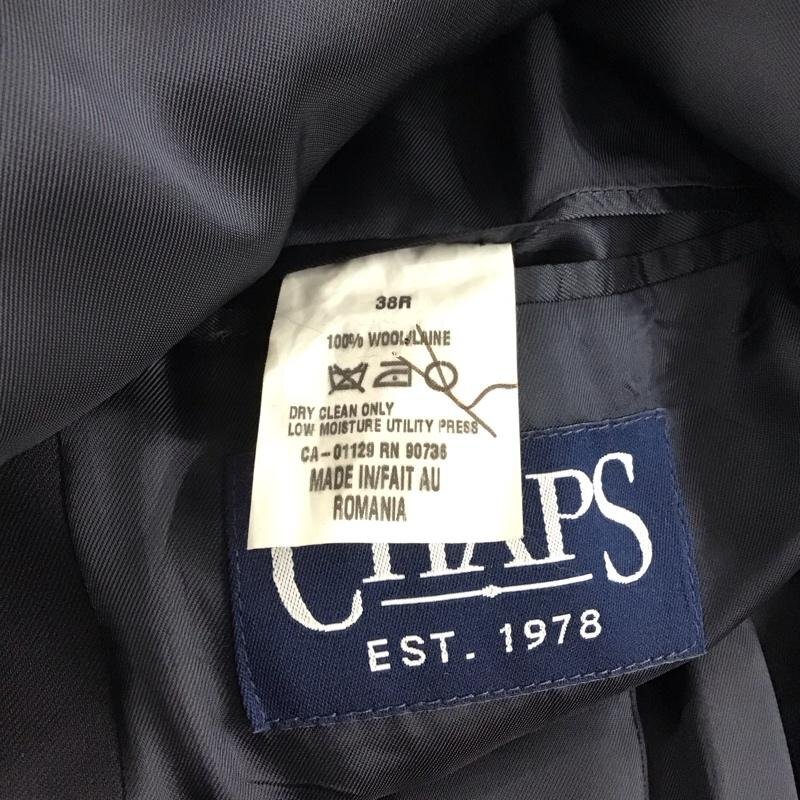 38R
100% WOOL/LAINE
DRY CLEAN ONLY
LOW MOISTURE UTILITY PRESS
CA-01129 RN 90736
MADE IN/FAIT AU
ROMANIA
CHAPS
EST. 1978